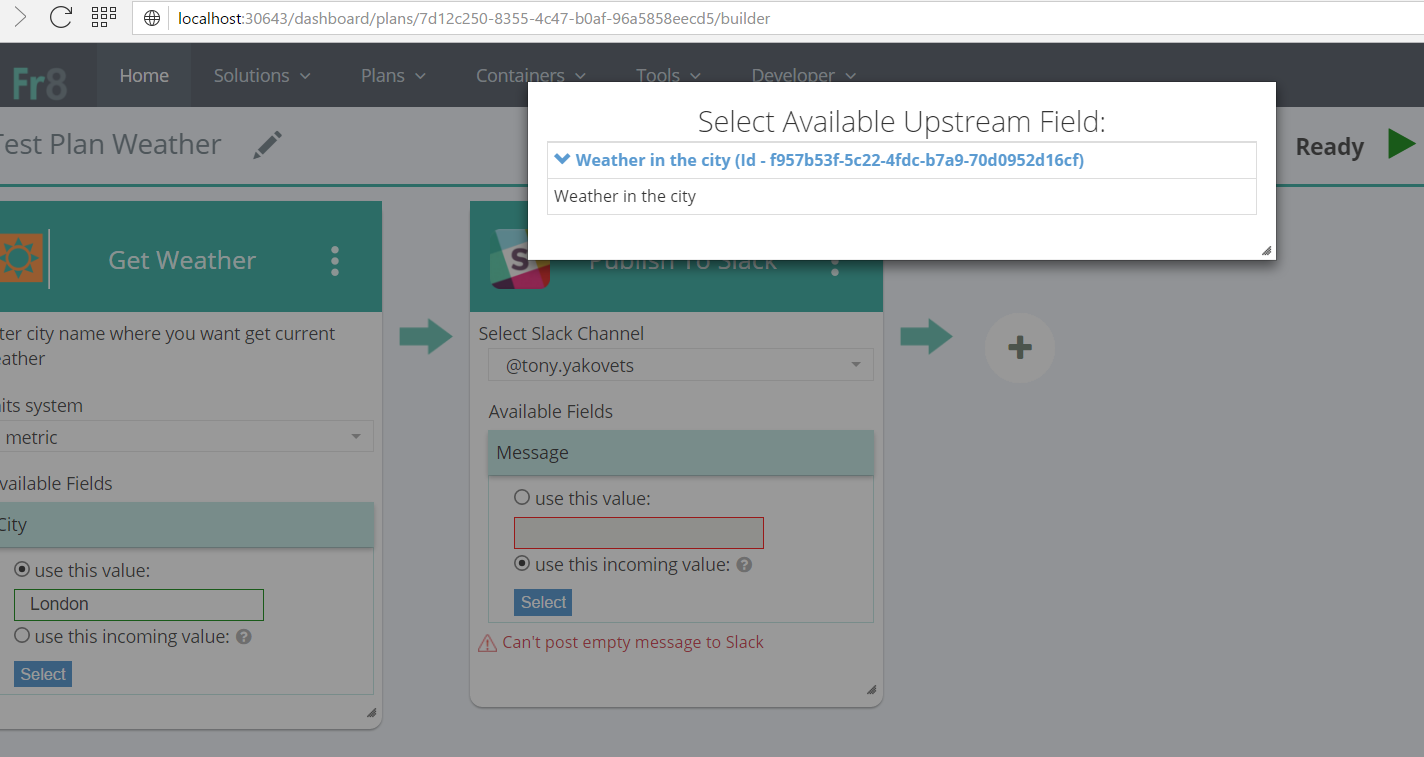 localhost:30643/dashboard/plans/7d12c250-8355-4c47-b0af-96a5858eecd5/builder
Fr8
Home
Solutions
Plans
Containers
Tools
Developer
est Plan Weather
Ready
Select Available Upstream Field:
Weather in the city (Id - f957b53f-5c22-4fdc-b7a9-70d0952d16cf)
Weather in the city
Get Weather
ter city name where you want get current
eather
its system
metric
vailable Fields
City
use this value:
London
use this incoming value:
Select
S
Publish To Slack
Select Slack Channel
@tony.yakovets
Available Fields
Message
use this value:
use this incoming value:
Select
Can't post empty message to Slack